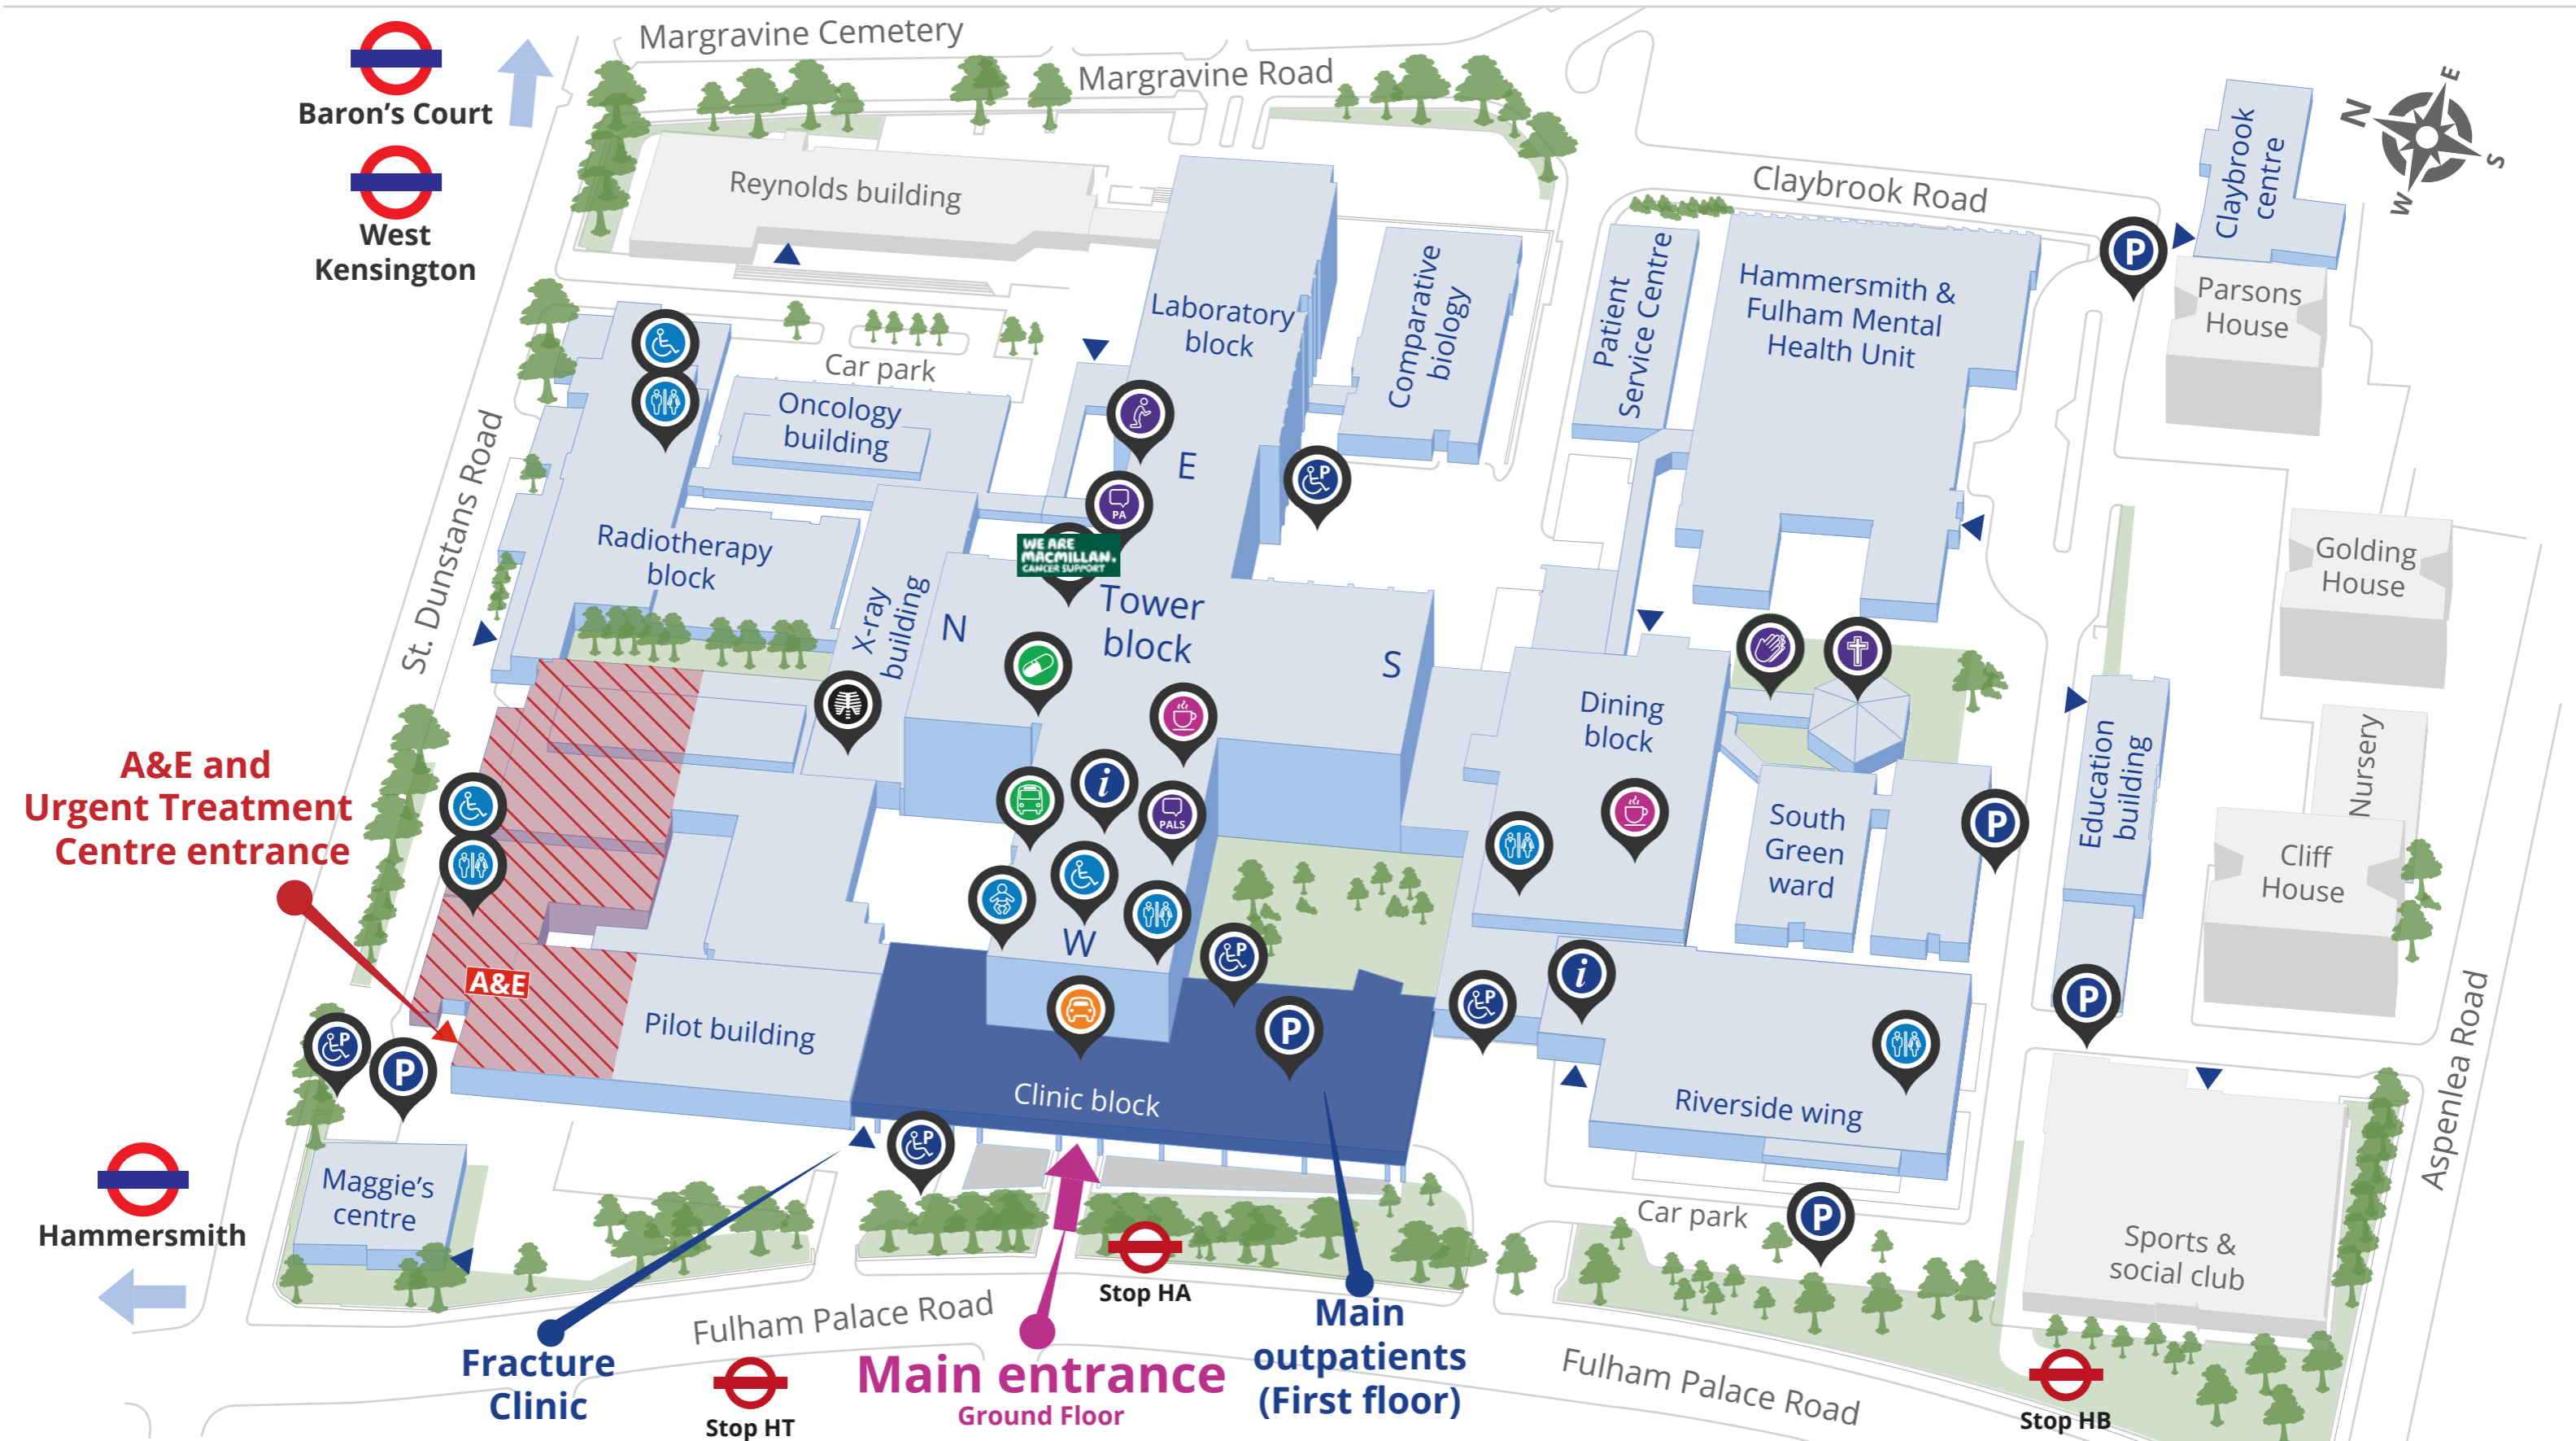 Margravine Cemetery
Margravine Road
Baron's Court
West
Kensington
N
E
S
W
Claybrook
centre
Claybrook Road
Reynolds building
P
Parsons
House
Laboratory
block
Comparative
biology
Patient
Service Centre
Hammersmith &
Fulham Mental
Health Unit
Car park
Oncology
building
St. Dunstans Road
E
P
PA
WE ARE
MACMILLAN.
CANCER SUPPORT
Radiotherapy
block
X-ray
building
N
Tower
block
S
Golding
House
Dining
block
Nursery
Education
building
A&E and
Urgent Treatment
Centre entrance
i
PALS
South
Green
ward
P
Cliff
House
W
P
A&E
Pilot building
P
P
P
P
i
P
Clinic block
Riverside wing
P
Aspenlea Road
P
Maggie's
centre
Hammersmith
Car park
P
Sports &
social club
Stop HA
Fulham Palace Road
Main
outpatients
(First floor)
Fracture
Clinic
Stop HT
Main entrance
Ground Floor
Fulham Palace Road
Stop HB